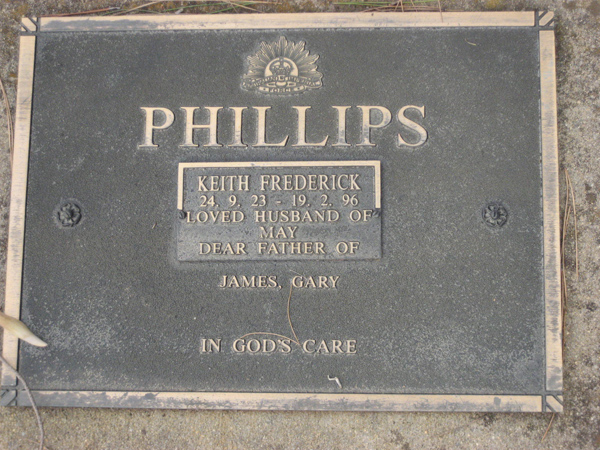 PHILLIPS
KEITH FREDERICK
24. 9. 23 - 19. 2. 96
LOVED HUSBAND OF
MAY
DEAR FATHER OF
JAMES, GARY
IN GOD'S CARE